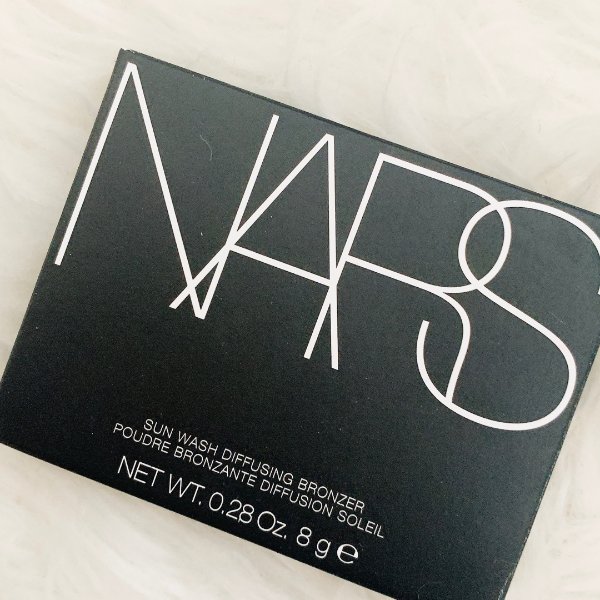 NARS
SUN WASH DIFFUSING BRONZER
POUDRE BRONZANTE DIFFUSION SOLEIL
NET WT. 0.28 Oz. 8 g ℮